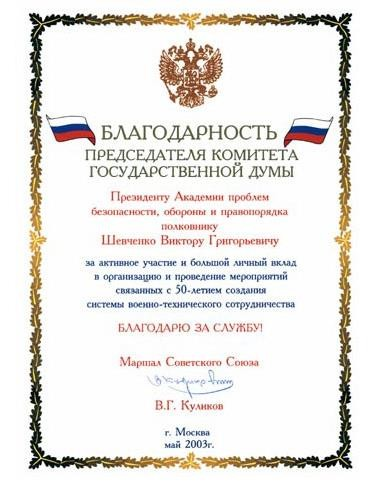 БЛАГОДАРНОСТЬ
ПРЕДСЕДАТЕЛЯ КОМИТЕТА
ГОСУДАРСТВЕННОЙ ДУМЫ
Президенту Академии проблем
безопасности, обороны и правопорядка
полковнику
Шевченко Виктору Григорьевичу
за активное участие и большой личный вклад
в организацию и проведение мероприятий
связанных с 50-летием создания
системы военно-технического сотрудничества
БЛАГОДАРЮ ЗА СЛУЖБУ!
Маршал Советского Союза
В.Г. Куликов
г. Москва
май 2003г.